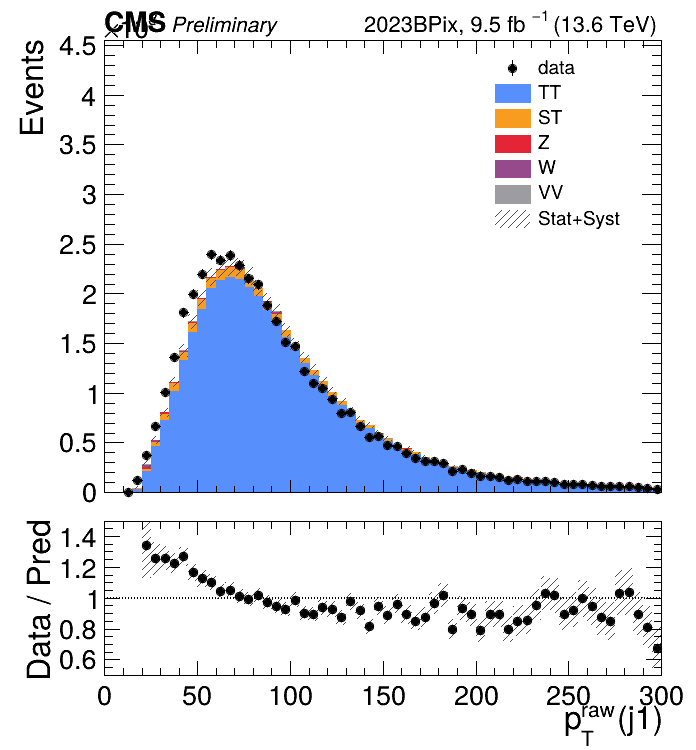 CMS Preliminary 2023BPix, 9.5 fb⁻¹ (13.6 TeV)
Events
4.5
4
3.5
3
2.5
2
1.5
1
0.5
0
data
TT
ST
Z
W
VV
Stat+Syst
Data / Pred
1.4
1.2
1
0.8
0.6
0 50 100 150 200 250 300
p_T^raw (j1)